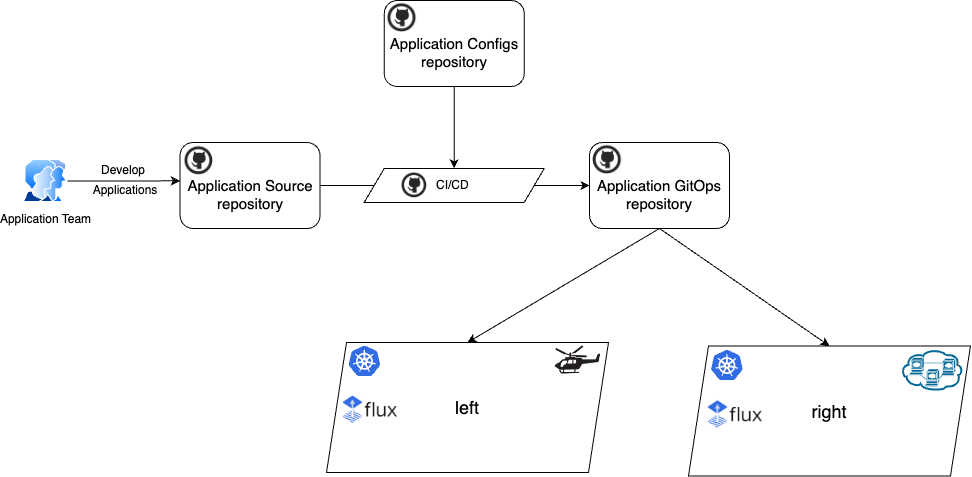 Application Configs
repository
Develop
Applications
Application Team
Application Source
repository
CI/CD
Application GitOps
repository
flux
left
flux
right